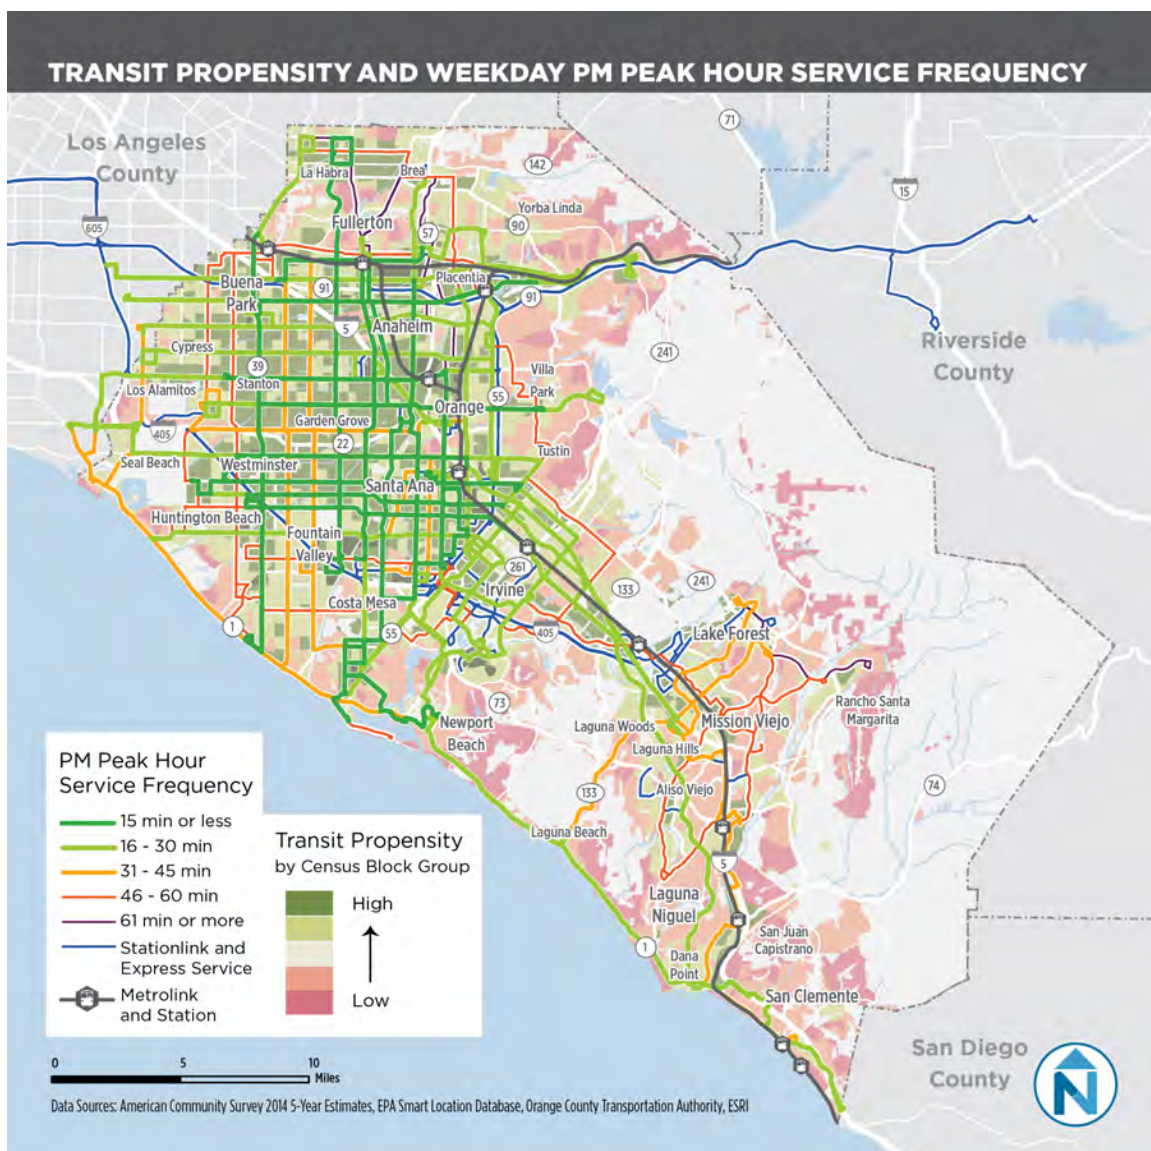 TRANSIT PROPENSITY AND WEEKDAY PM PEAK HOUR SERVICE FREQUENCY
Los Angeles
County
71
142
15
605
La Habra
Brea
Yorba Linda
Fullerton
57
90
Placentia
Buena
Park
91
91
5
Anaheim
Cypress
241
Riverside
County
39
Stanton
Villa
Park
Los Alamitos
55
Orange
Garden Grove
405
22
Tustin
Seal Beach
Westminster
Santa Ana
Huntington Beach
Fountain
Valley
261
Irvine
133
241
Costa Mesa
1
55
405
Lake Forest
73
Rancho Santa
Margarita
Newport
Beach
Laguna Woods
Mission Viejo
Laguna Hills
133
Aliso Viejo
74
Laguna Beach
5
Laguna
Niguel
San Juan
Capistrano
1
Dana
Point
San Clemente
San Diego
County
PM Peak Hour
Service Frequency
15 min or less
16 - 30 min
31 - 45 min
46 - 60 min
61 min or more
Stationlink and
Express Service
Metrolink
and Station
Transit Propensity
by Census Block Group
High
Low
0 5 10
Miles
N
Data Sources: American Community Survey 2014 5-Year Estimates, EPA Smart Location Database, Orange County Transportation Authority, ESRI